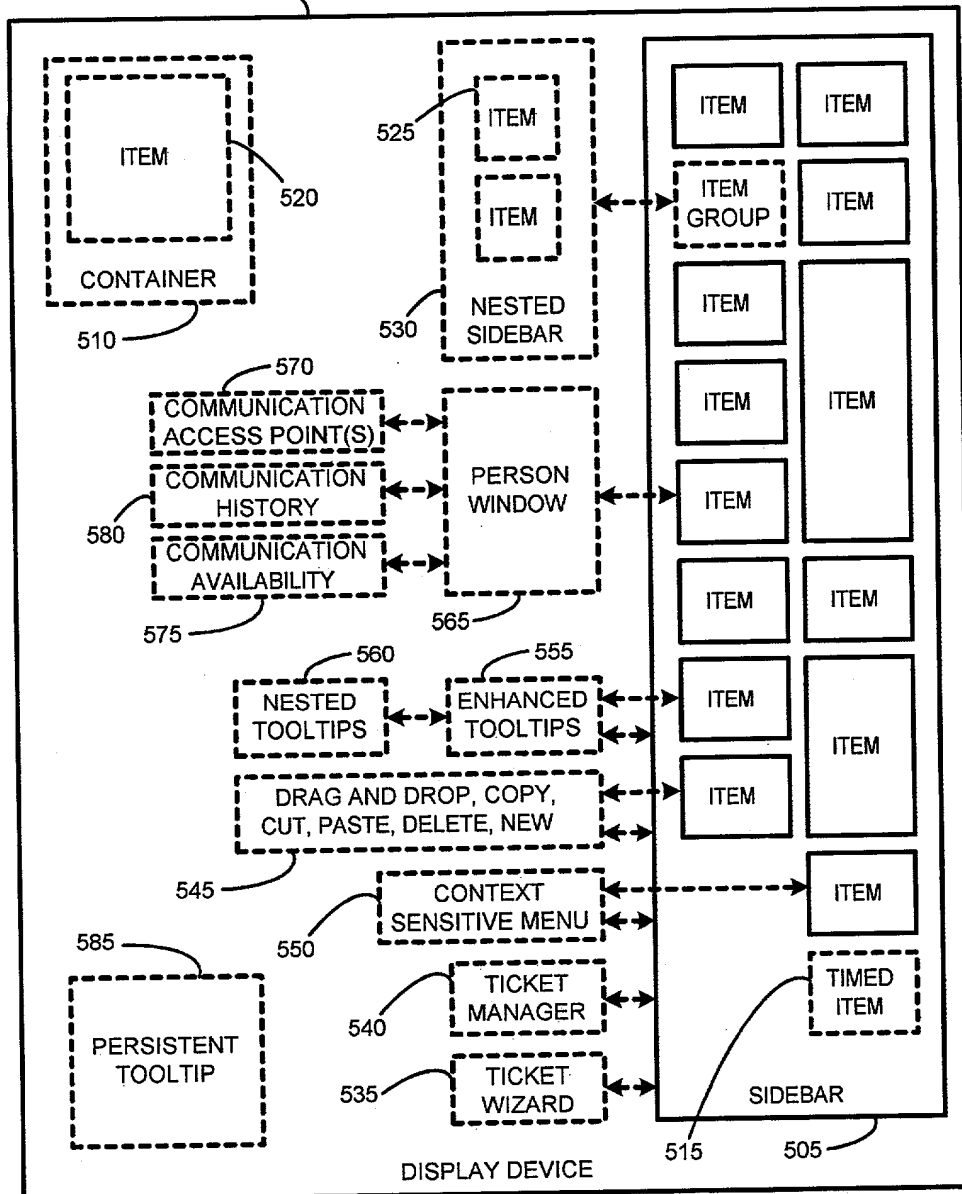 ITEM
520
CONTAINER
510
525
ITEM
ITEM
530
NESTED
SIDEBAR
ITEM
ITEM
ITEM
GROUP
ITEM
ITEM
ITEM
ITEM
ITEM
570
COMMUNICATION
ACCESS POINT(S)
580
COMMUNICATION
HISTORY
COMMUNICATION
AVAILABILITY
575
PERSON
WINDOW
565
ITEM
ITEM
560
NESTED
TOOLTIPS
555
ENHANCED
TOOLTIPS
ITEM
ITEM
DRAG AND DROP, COPY,
CUT, PASTE, DELETE, NEW
545
ITEM
550
CONTEXT
SENSITIVE MENU
ITEM
585
PERSISTENT
TOOLTIP
540
TICKET
MANAGER
TIMED
ITEM
535
TICKET
WIZARD
515
SIDEBAR
505
DISPLAY DEVICE